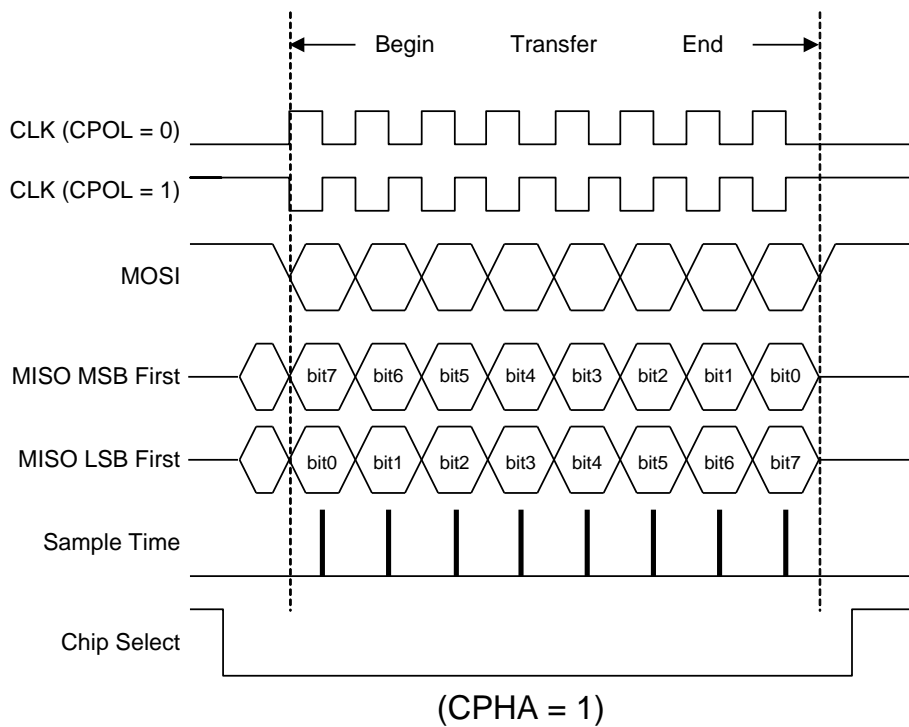 Begin Transfer End
CLK (CPOL = 0)
CLK (CPOL = 1)
MOSI
MISO MSB First
bit7 bit6 bit5 bit4 bit3 bit2 bit1 bit0
MISO LSB First
bit0 bit1 bit2 bit3 bit4 bit5 bit6 bit7
Sample Time
Chip Select
(CPHA = 1)